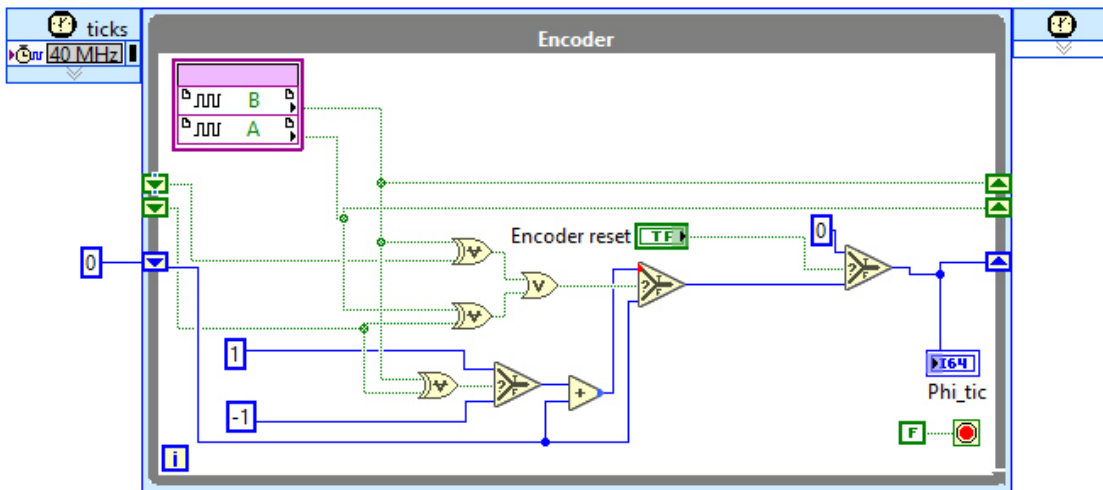 ticks
40 MHz
Encoder
B
A
Encoder reset
TF
0
0
?
T
F
?
T
F
V
1
?
T
F
+
-1
I64
Phi_tic
F
i